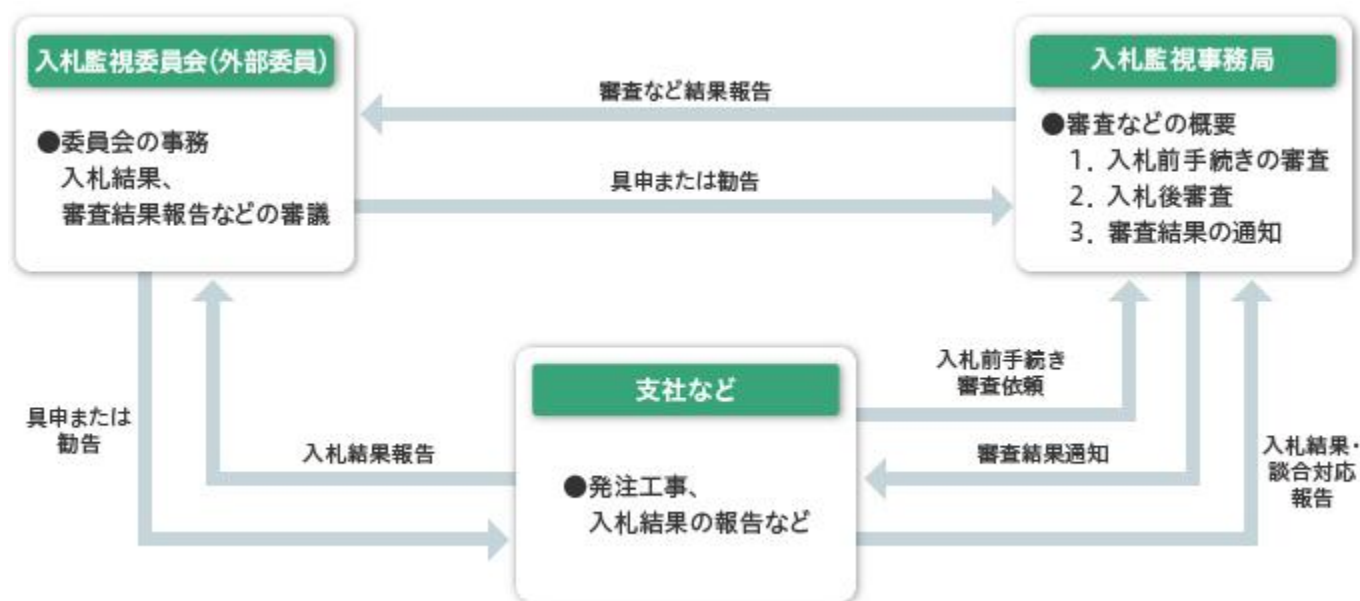 入札監視委員会(外部委員)
●委員会の事務
入札結果、
審査結果報告などの審議
審査など結果報告
具申または勧告
入札監視事務局
●審査などの概要
1. 入札前手続きの審査
2. 入札後審査
3. 審査結果の通知
具申または
勧告
入札結果報告
支社など
●発注工事、
入札結果の報告など
入札前手続き
審査依頼
審査結果通知
入札結果・
談合対応
報告